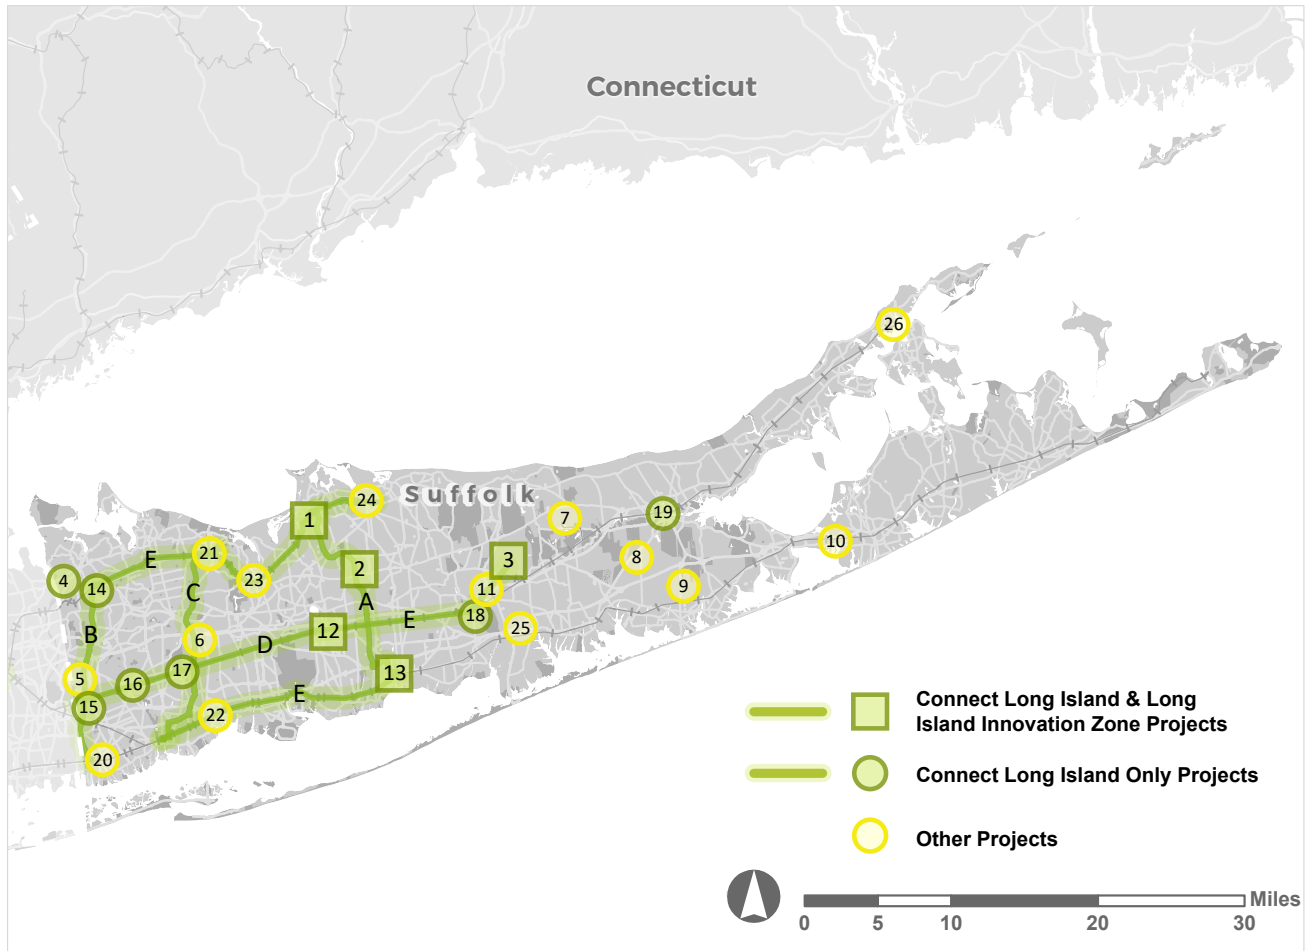 Connecticut
26
Suffolk
24
1
7
19
10
21
E
3
8
2
4
14
23
9
11
C
A
18
E
12
25
B
6
D
17
13
5
16
15
E
22
20
Connect Long Island & Long
Island Innovation Zone Projects
Connect Long Island Only Projects
Other Projects
Miles
0 5 10 20 30